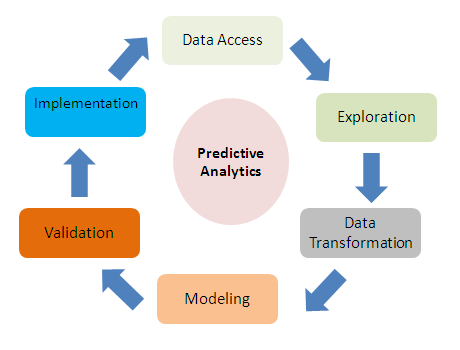 Data Access
Exploration
Data
Transformation
Modeling
Validation
Implementation
Predictive
Analytics